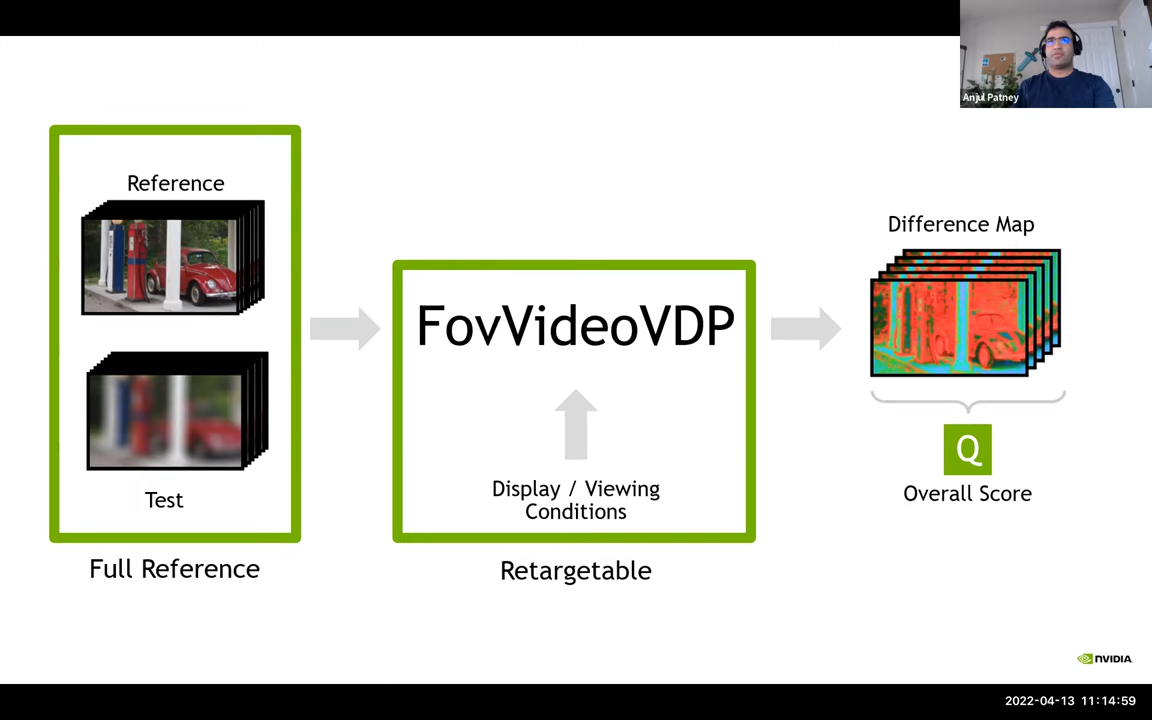 Anjul Patney
Reference
Test
Full Reference
FovVideoVDP
Display / Viewing
Conditions
Retargetable
Difference Map
Q
Overall Score
NVIDIA.
2022-04-13 11:14:59